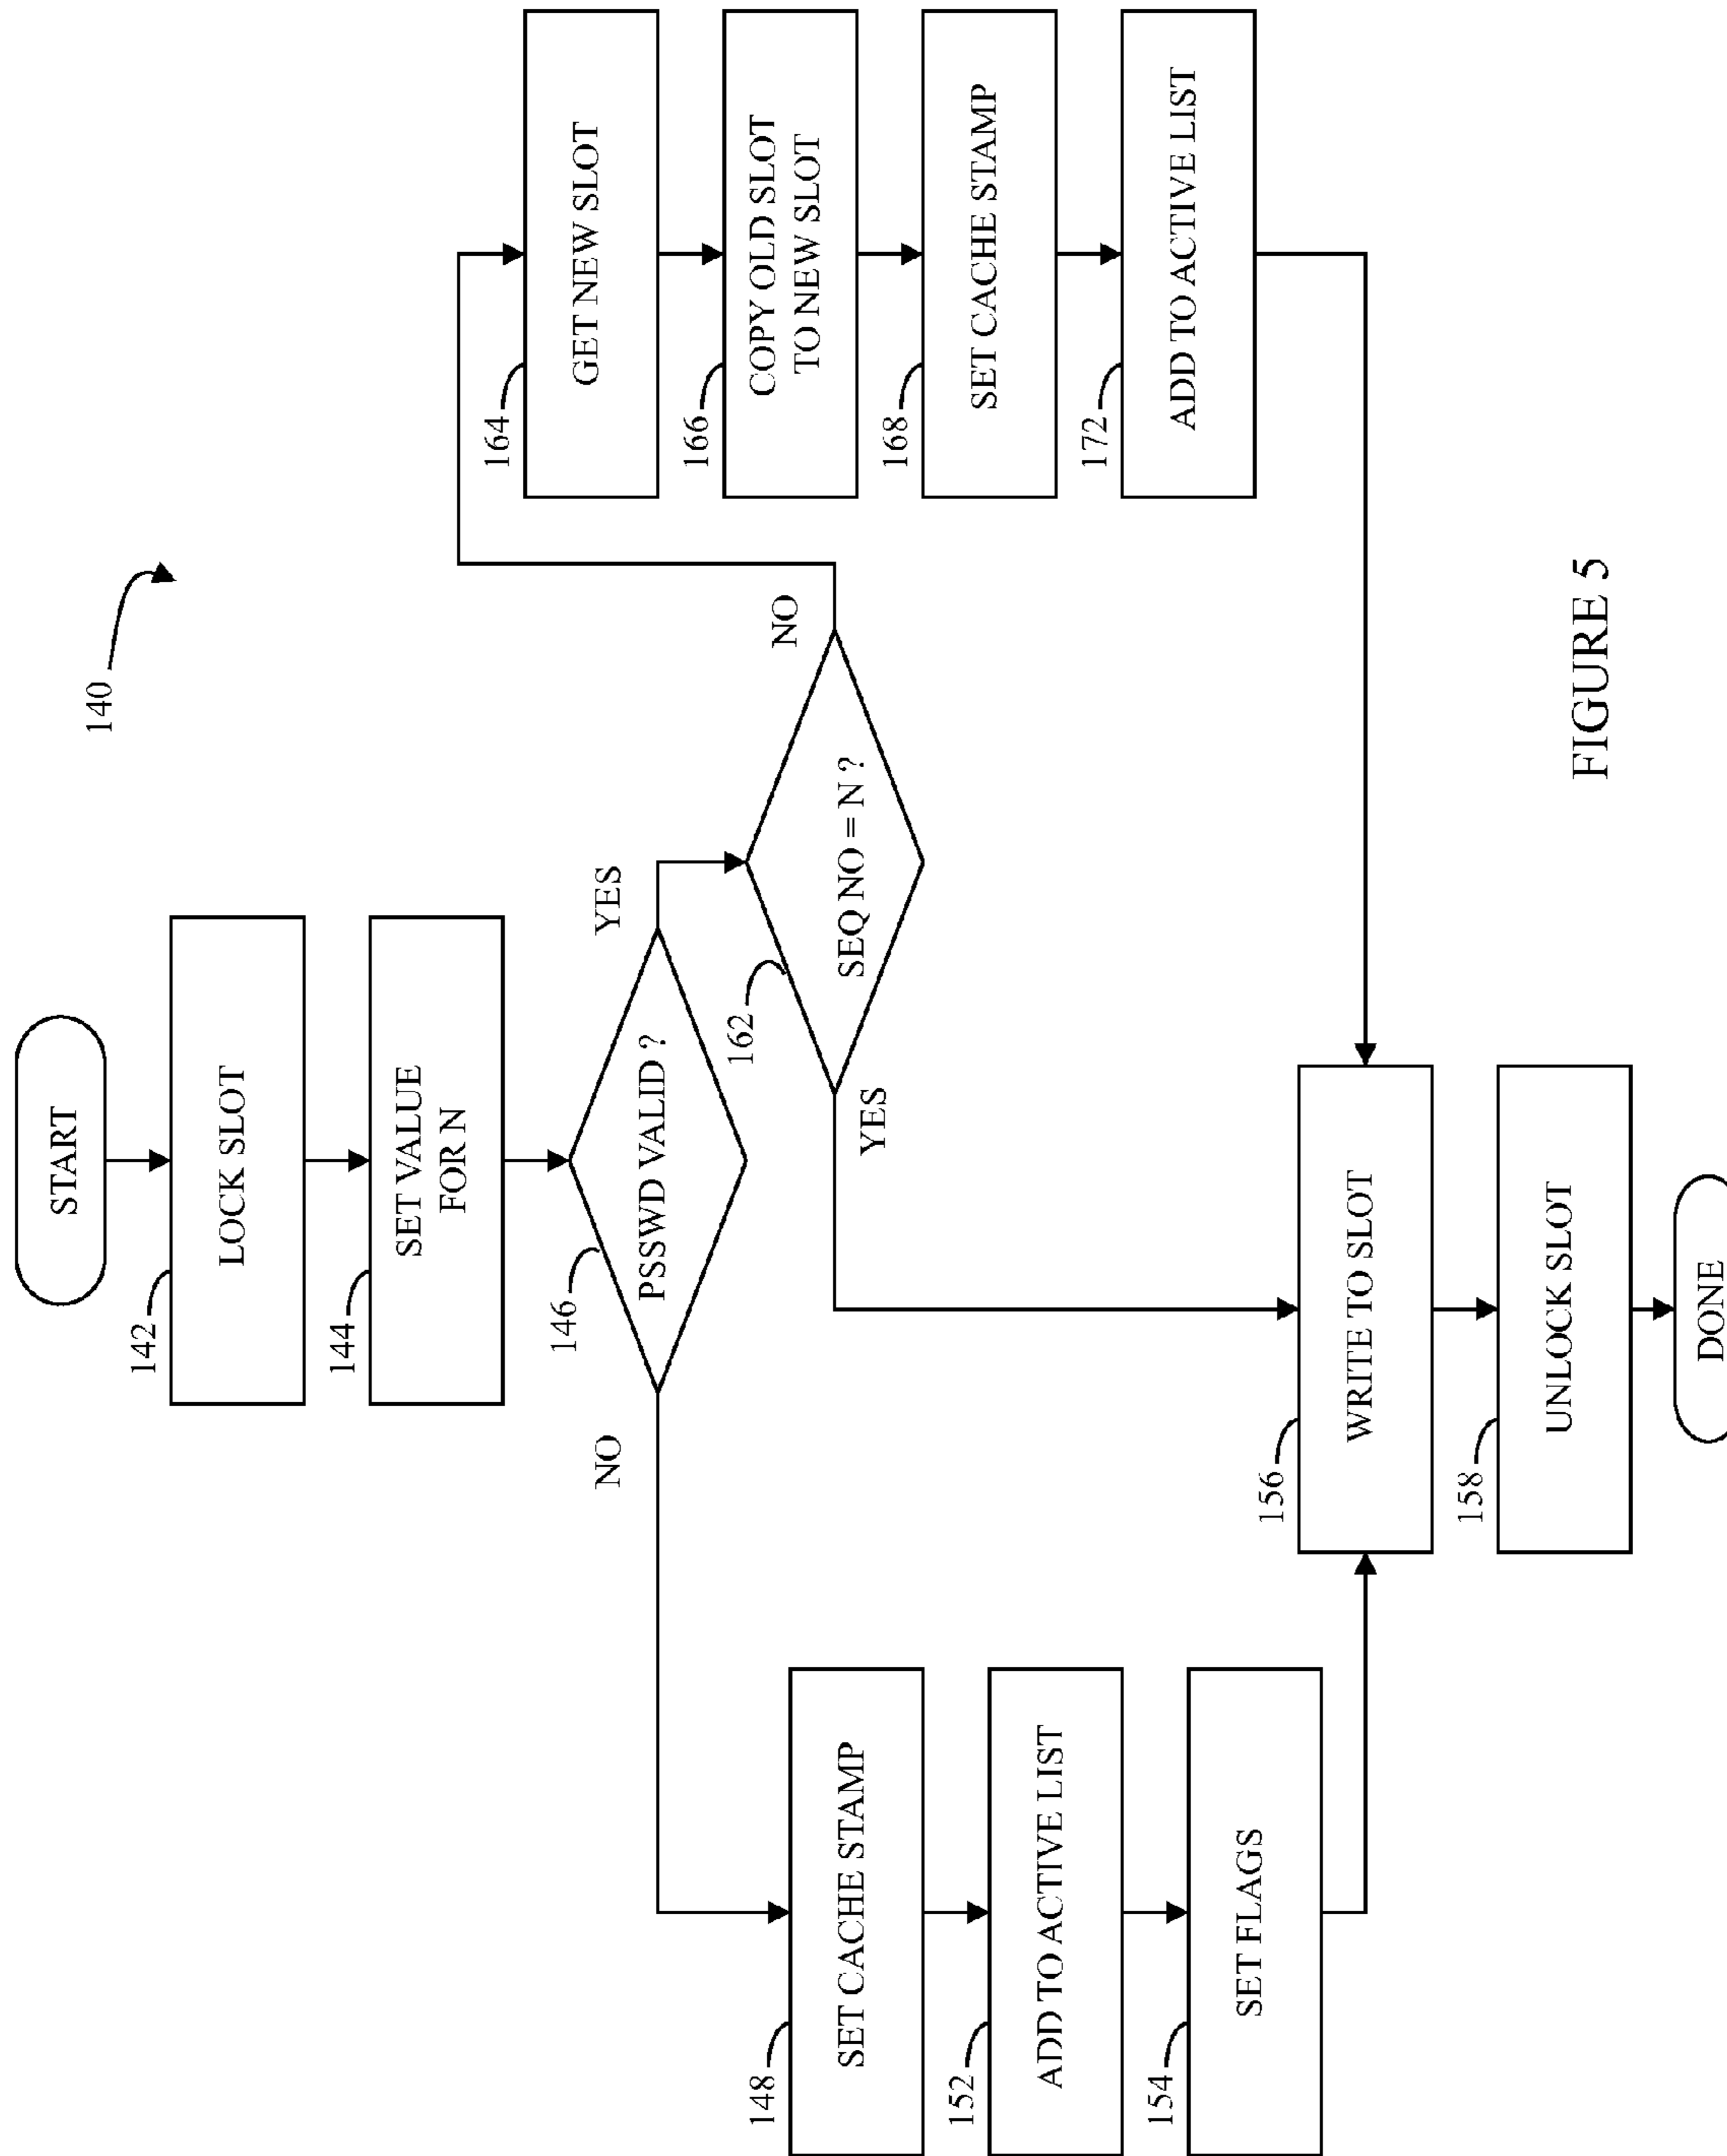 140
START
142
LOCK SLOT
144
SET VALUE
FOR N
146
PSSWD VALID ?
NO
YES
148
SET CACHE STAMP
152
ADD TO ACTIVE LIST
154
SET FLAGS
162
SEQ NO = N ?
YES
NO
164
GET NEW SLOT
166
COPY OLD SLOT
TO NEW SLOT
168
SET CACHE STAMP
172
ADD TO ACTIVE LIST
156
WRITE TO SLOT
158
UNLOCK SLOT
DONE
FIGURE 5